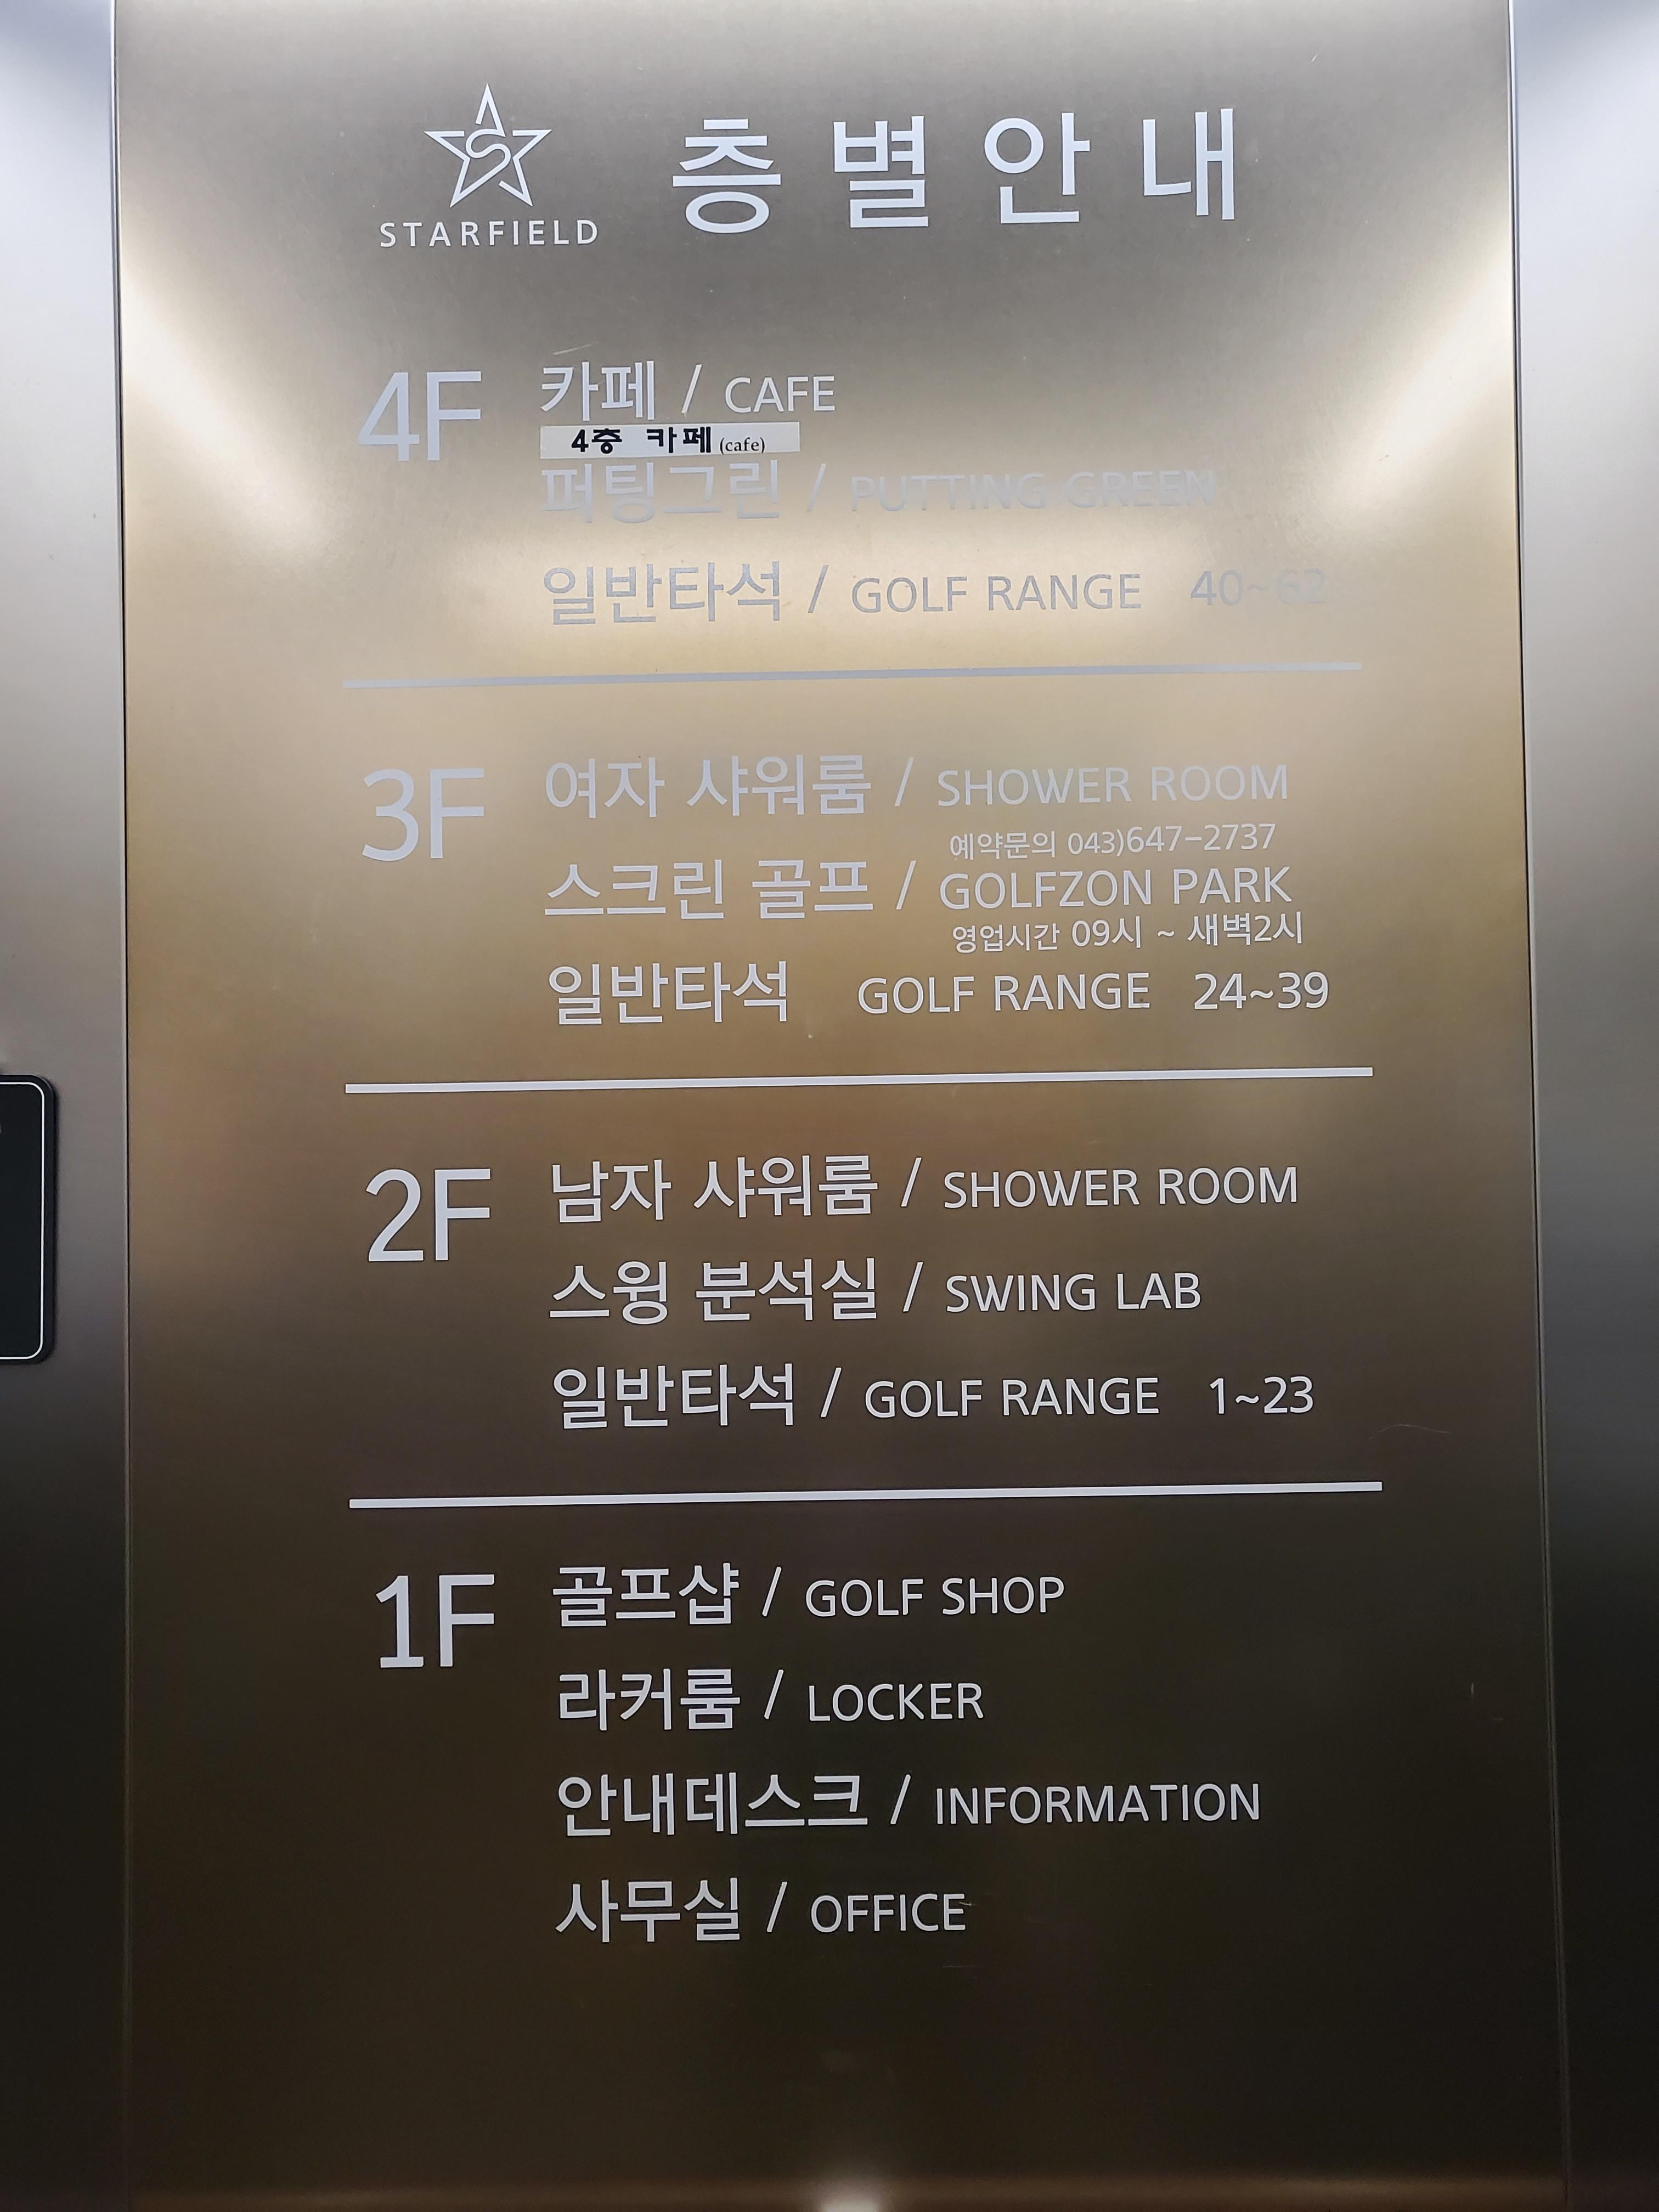 STARFIELD
층별안내
4F 카페 / CAFE
4층 카페 (cafe)
퍼팅그린 / PUTTING GREEN
일반타석 / GOLF RANGE 40~62
3F 여자 샤워룸 / SHOWER ROOM
예약문의 043)647-2737
스크린 골프 / GOLFZON PARK
영업시간 09시 ~ 새벽2시
일반타석 GOLF RANGE 24~39
2F 남자 샤워룸 / SHOWER ROOM
스윙 분석실 / SWING LAB
일반타석 / GOLF RANGE 1~23
1F 골프샵 / GOLF SHOP
라커룸 / LOCKER
안내데스크 / INFORMATION
사무실 / OFFICE